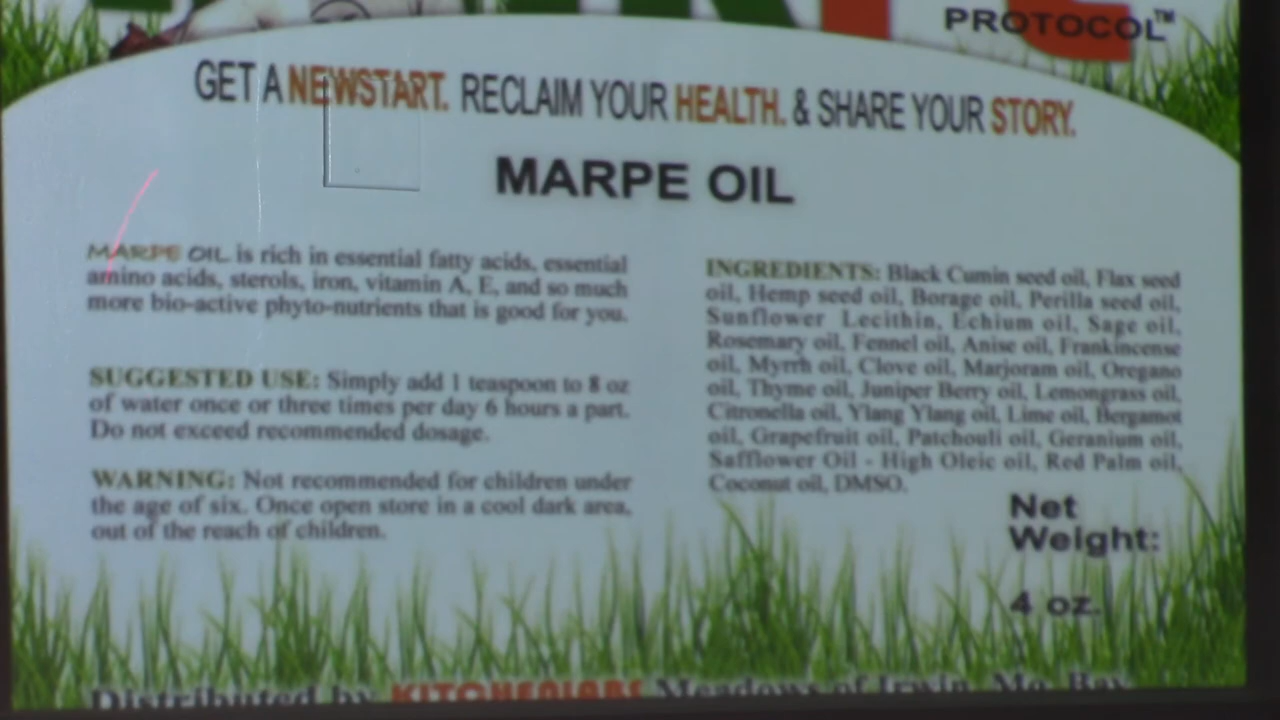 PROTOCOL™
GET A NEWSTART. RECLAIM YOUR HEALTH. & SHARE YOUR STORY.
MARPE OIL
MARPE OIL is rich in essential fatty acids, essential
amino acids, sterols, iron, vitamin A, E, and so much
more bio-active phyto-nutrients that is good for you.
SUGGESTED USE: Simply add 1 teaspoon to 8 oz
of water once or three times per day 6 hours a part.
Do not exceed recommended dosage.
WARNING: Not recommended for children under
the age of six. Once open store in a cool dark area,
out of the reach of children.
INGREDIENTS: Black Cumin seed oil, Flax seed
oil, Hemp seed oil, Borage oil, Perilla seed oil,
Sunflower Lecithin, Echium oil, Sage oil,
Rosemary oil, Fennel oil, Anise oil, Frankincense
oil, Myrrh oil, Clove oil, Marjoram oil, Oregano
oil, Thyme oil, Juniper Berry oil, Lemongrass oil,
Citronella oil, Ylang Ylang oil, Lime oil, Bergamot
oil, Grapefruit oil, Patchouli oil, Geranium oil,
Safflower Oil - High Oleic oil, Red Palm oil,
Coconut oil, DMSO.
Net
Weight:
4 oz.
Distributed by KITCHENLABS Meadows of Irwin,